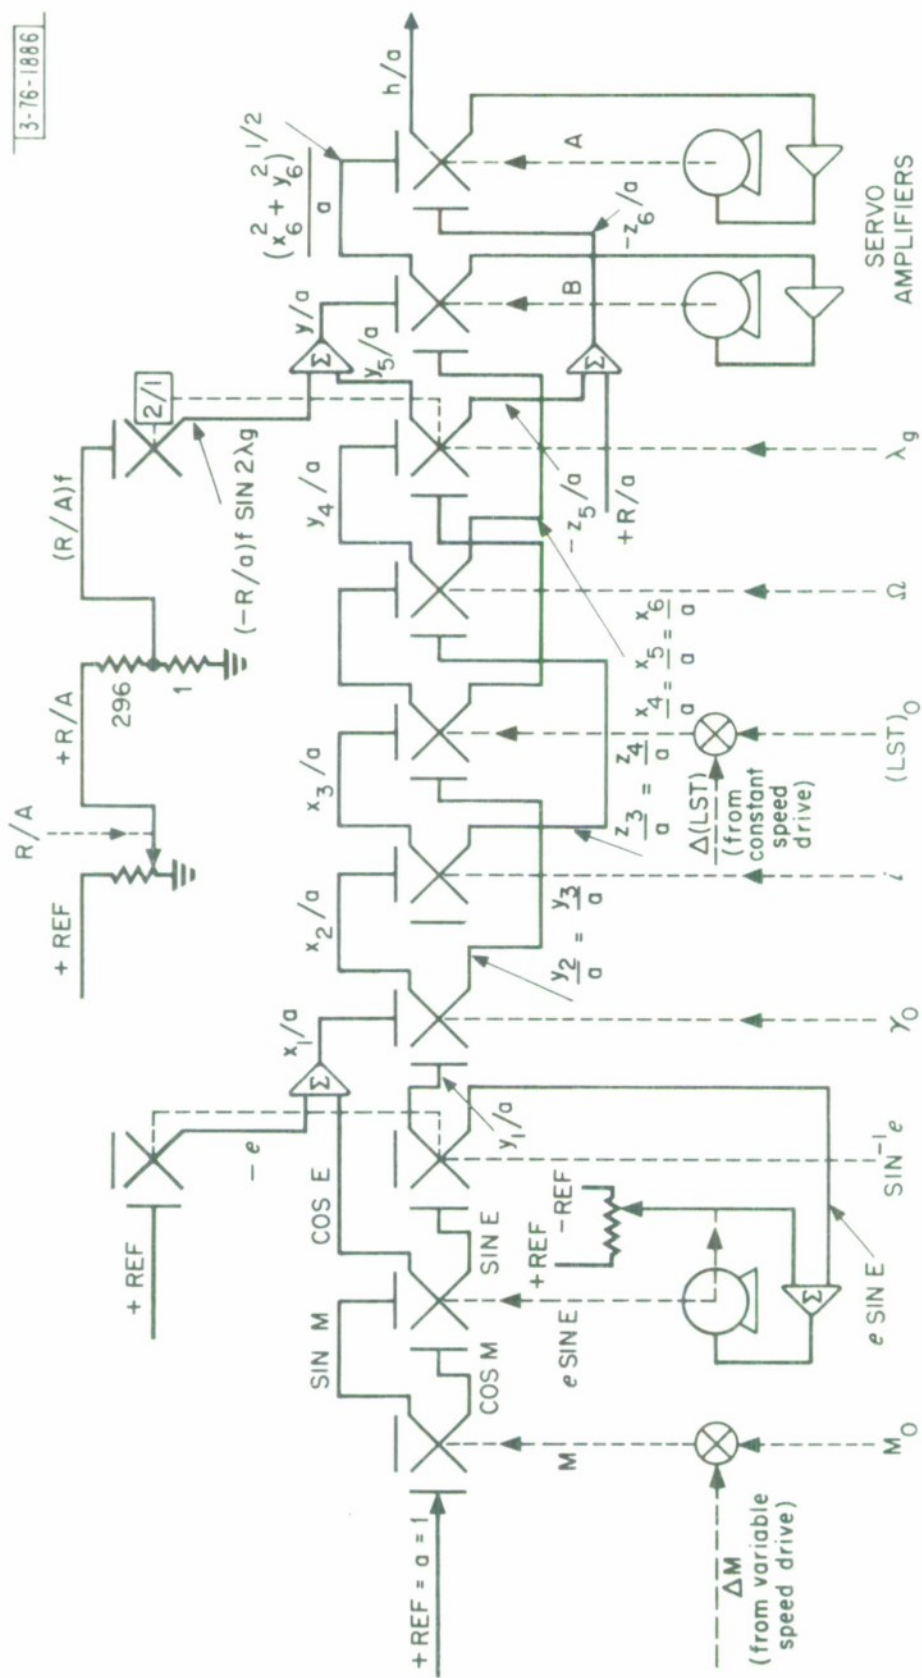 3-76-1886
R/A
+ REF
+R/A
296
1
(R/A)f
2/1
(-R/a)f SIN 2λg
+ REF
- e
Σ
x₁/a
COS E
SIN M
COS M
SIN E
y₁/a
x₂/a
x₃/a
y₄/a
y₅/a
Σ
y/a
(x₆² + y₆²)^1/2
a
h/a
+ REF = a = 1
y₂/a = y₃/a
z₃/a = z₄/a
x₄/a = x₅/a = x₆/a
-z₅/a
+R/a
Σ
-z₆/a
M
ΔM
(from variable
speed drive)
M₀
e SIN E
+ REF
-REF
Σ
e SIN E
SIN⁻¹e
γ₀
i
Δ(LST)
(from
constant
speed
drive)
(LST)₀
Ω
λg
B
A
SERVO
AMPLIFIERS